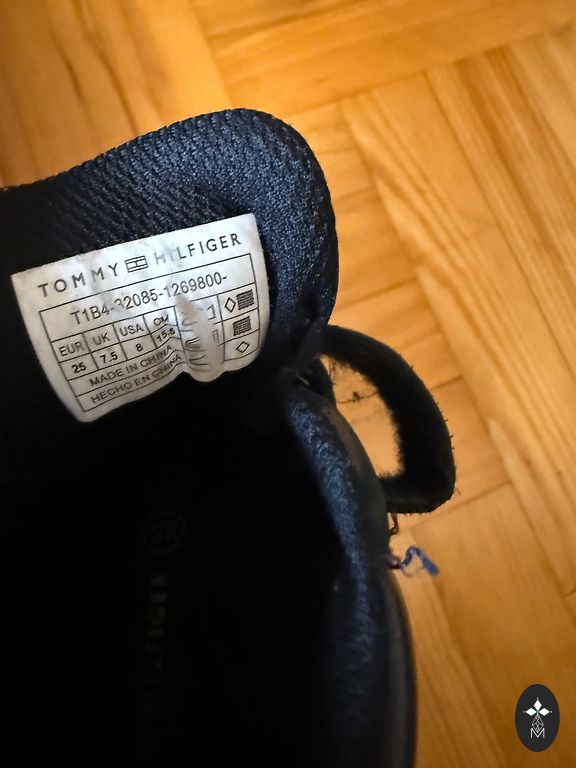 TOMMY HILFIGER
T1B4-32085-1269800-
EUR UK USA CM
25 7.5 8 15.5
MADE IN CHINA
HECHO EN CHINA